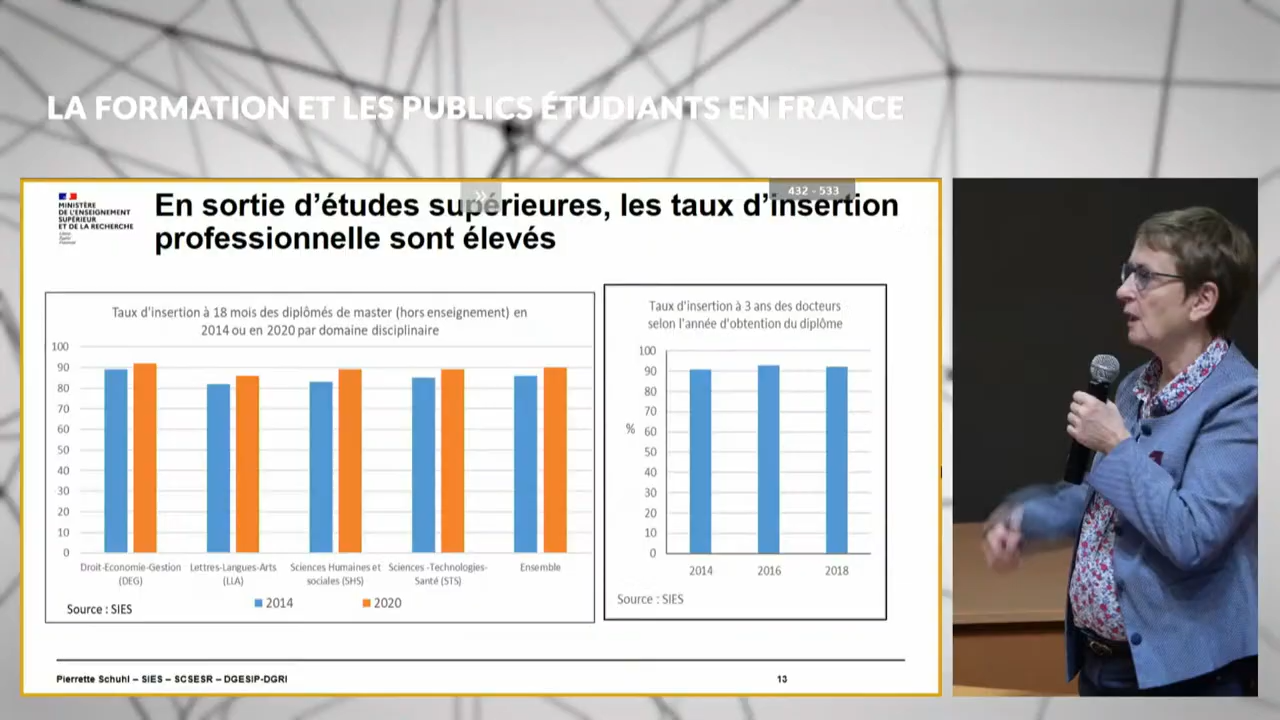 LA FORMATION ET LES PUBLICS ÉTUDIANTS EN FRANCE
432 - 533
MINISTÈRE
DE L'ENSEIGNEMENT
SUPÉRIEUR
ET DE LA RECHERCHE
En sortie d'études supérieures, les taux d'insertion
professionnelle sont élevés
Taux d'insertion à 18 mois des diplômés de master (hors enseignement) en
2014 ou en 2020 par domaine disciplinaire
100
90
80
70
60
50
40
30
20
10
0
Droit-Economie-Gestion
(DEG)
Lettres-Langues-Arts
(LLA)
Sciences Humaines et
sociales (SHS)
Sciences -Technologies-
Santé (STS)
Ensemble
2014 2020
Source : SIES
Taux d'insertion à 3 ans des docteurs
selon l'année d'obtention du diplôme
100
90
80
70
%
60
50
40
30
20
10
0
2014 2016 2018
Source : SIES
Pierrette Schuhl – SIES – SCSESR – DGESIP-DGRI
13